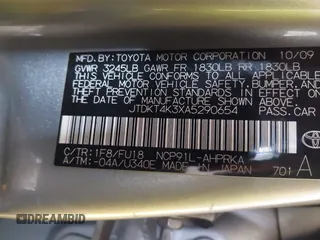 MFD. BY: TOYOTA MOTOR CORPORATION 10/09
GVWR 3245LB GAWR FR 1830LB RR 1830LB
THIS VEHICLE CONFORMS TO ALL APPLICABLE
FEDERAL MOTOR VEHICLE SAFETY, BUMPER, AND
THEFT PREVENTION STANDARDS IN EFFECT ON
THE DATE OF MANUFACTURE SHOWN ABOVE.
JTDKT4K3XA5290654 PASS.CAR
C/TR: 1F8/FU18 NCP91L-AHPRKA A
A/TM: -04A/U340E MADE IN JAPAN 701
DREAMBID